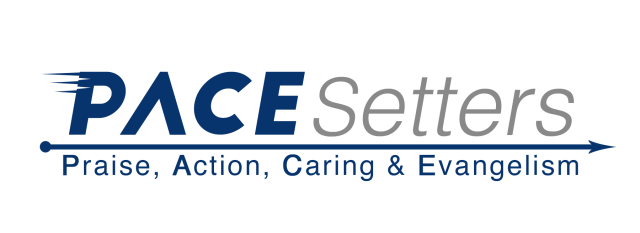 PACE Setters
Praise, Action, Caring & Evangelism